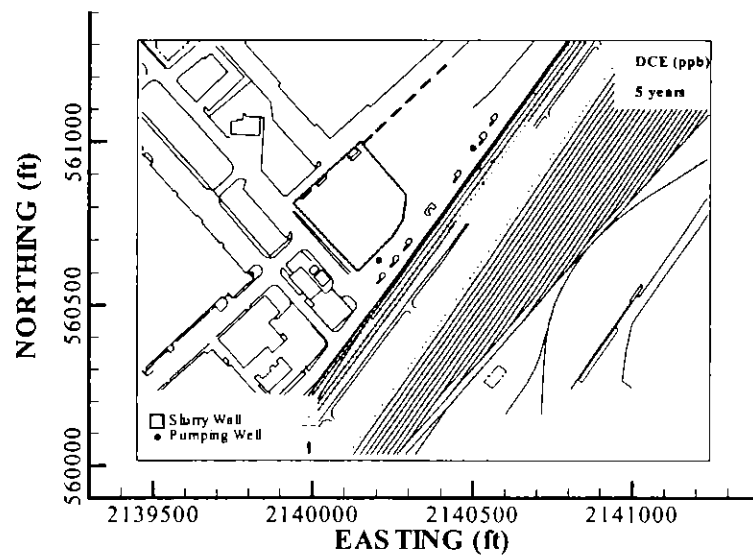 DCE (ppb)
5 years
NORTHING (ft)
561000
560500
560000
Slurry Wall
Pumping Well
2139500
2140000
2140500
2141000
EASTING (ft)